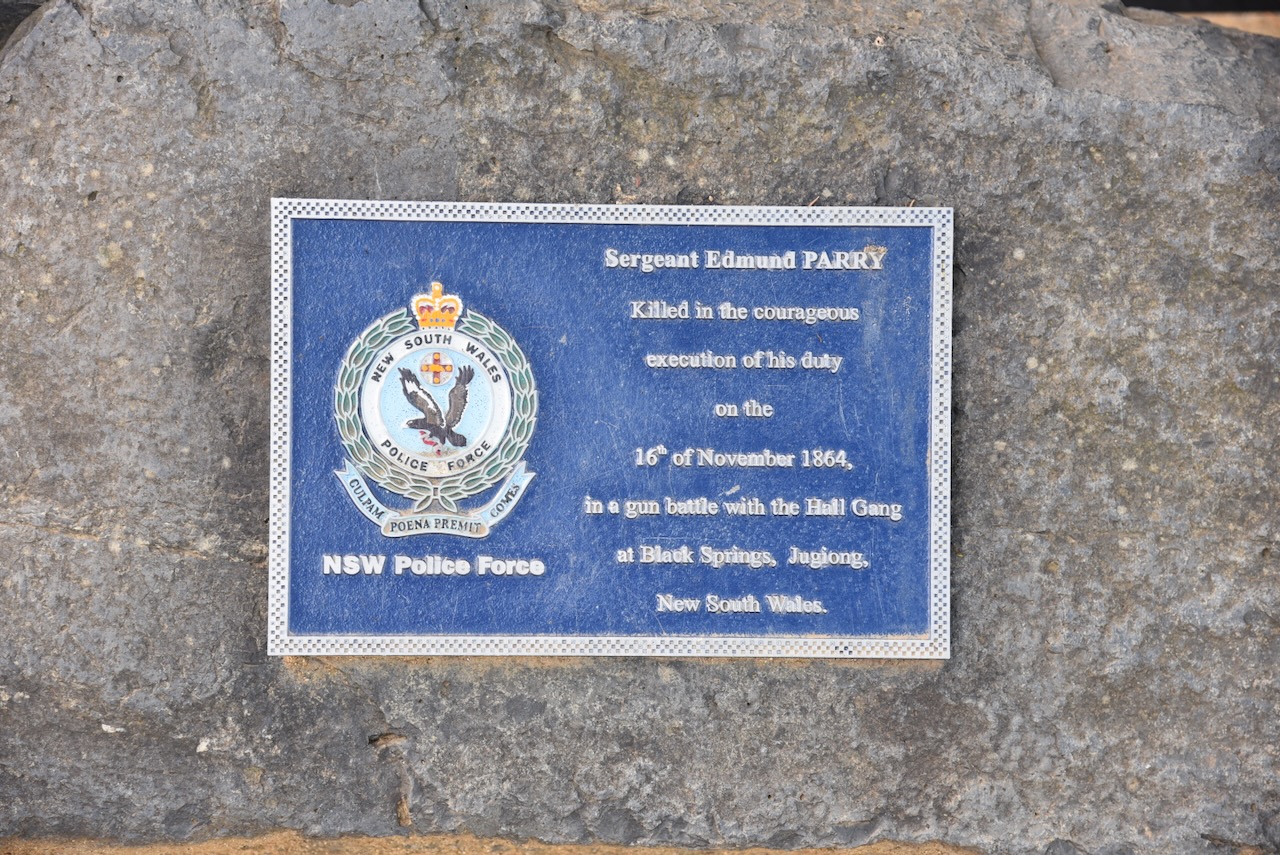 NEW SOUTH WALES
POLICE FORCE
CULPAM POENA PREMIT COMES
NSW Police Force
Sergeant Edmund PARRY
Killed in the courageous
execution of his duty
on the
16th of November 1864,
in a gun battle with the Hall Gang
at Black Springs, Jugiong,
New South Wales.